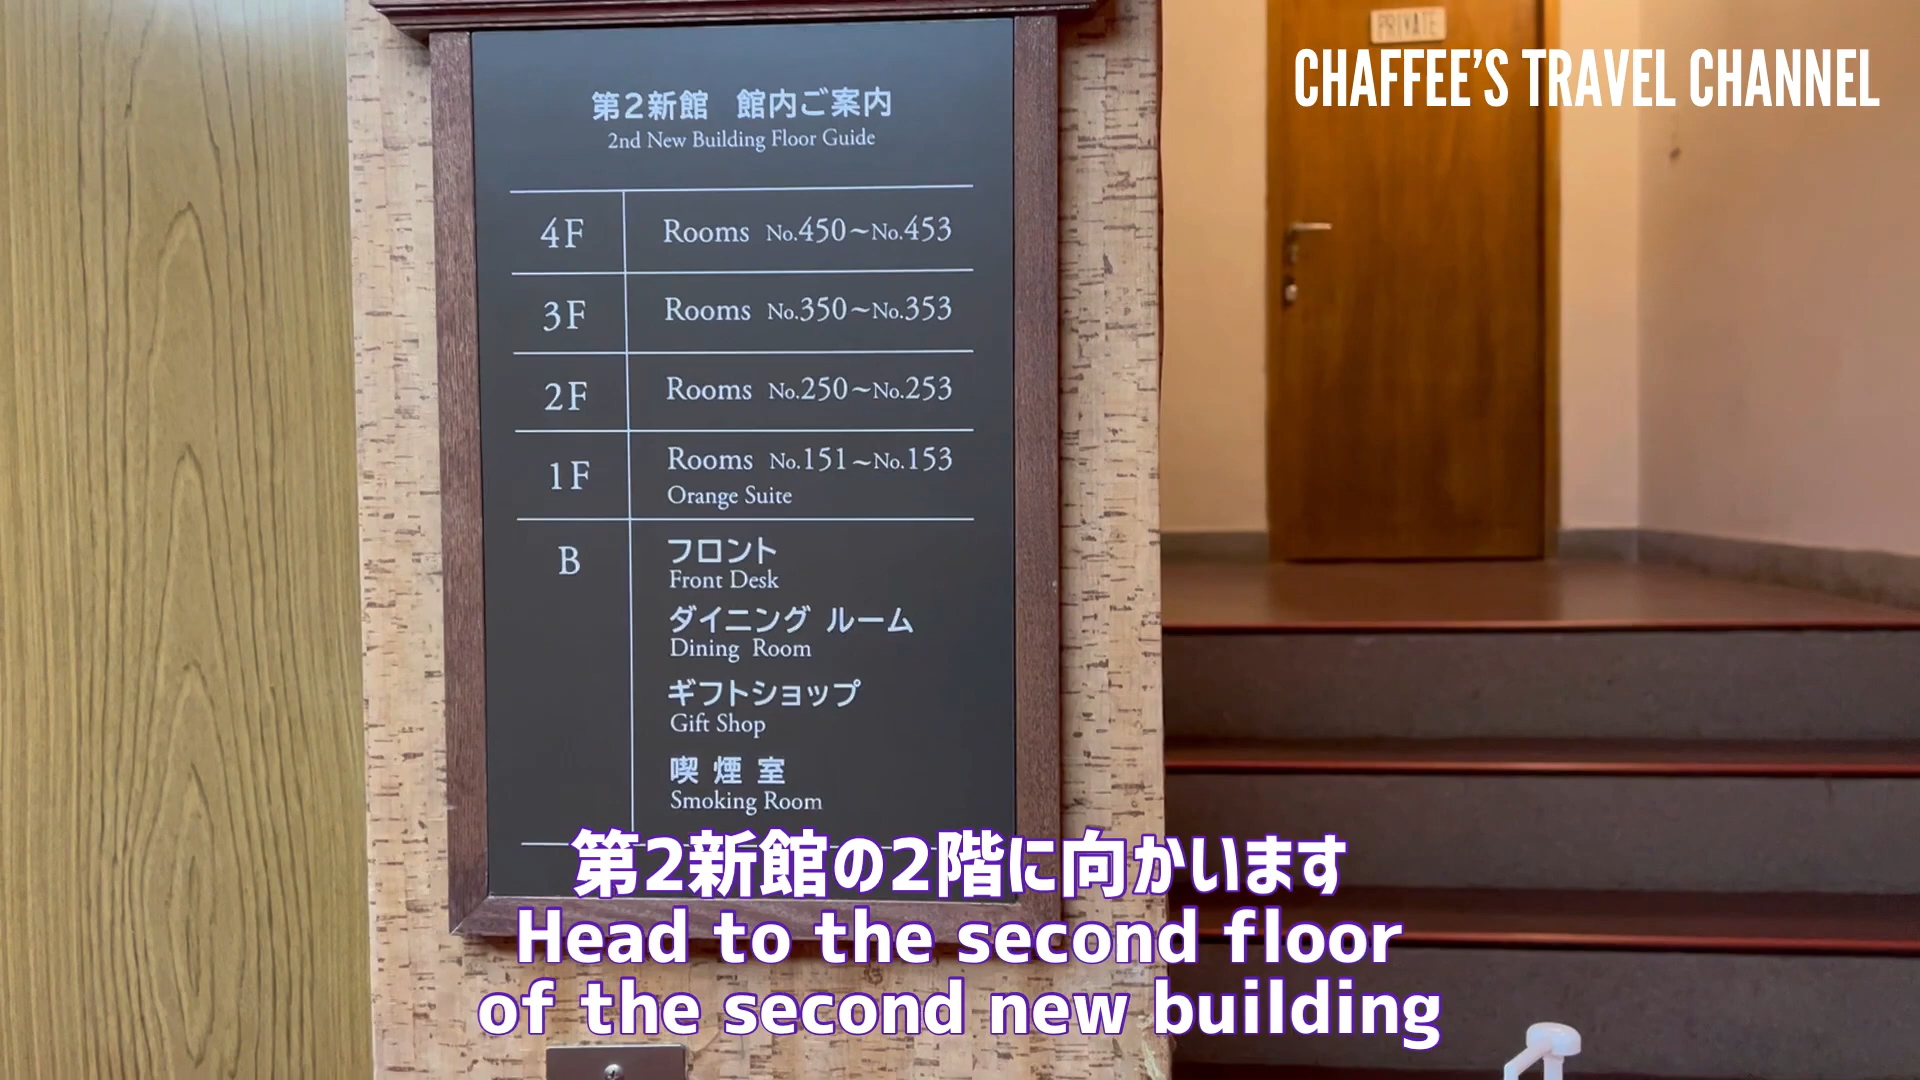 PRIVATE
CHAFFEE'S TRAVEL CHANNEL
第2新館 館内ご案内
2nd New Building Floor Guide
4F Rooms No.450~No.453
3F Rooms No.350~No.353
2F Rooms No.250~No.253
1F Rooms No.151~No.153
Orange Suite
B フロント
Front Desk
ダイニング ルーム
Dining Room
ギフトショップ
Gift Shop
喫煙室
Smoking Room
第2新館の2階に向かいます
Head to the second floor
of the second new building